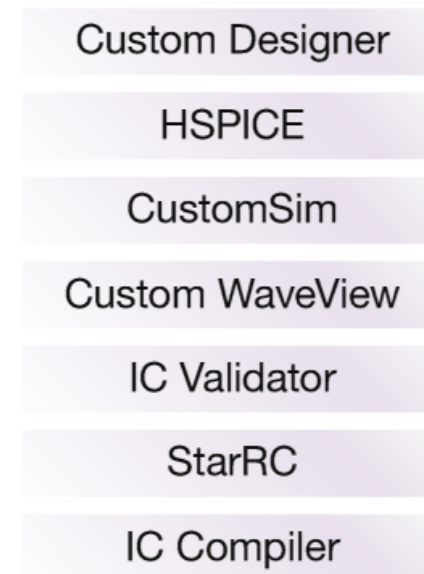 Custom Designer
HSPICE
CustomSim
Custom WaveView
IC Validator
StarRC
IC Compiler